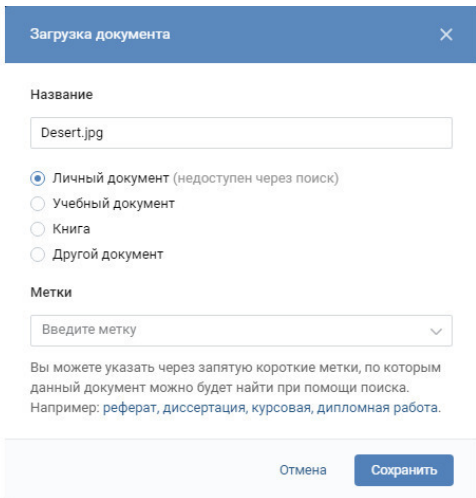 Загрузка документа
Название
Desert.jpg
Личный документ (недоступен через поиск)
Учебный документ
Книга
Другой документ
Метки
Введите метку
Вы можете указать через запятую короткие метки, по которым
данный документ можно будет найти при помощи поиска.
Например: реферат, диссертация, курсовая, дипломная работа.
Отмена
Сохранить